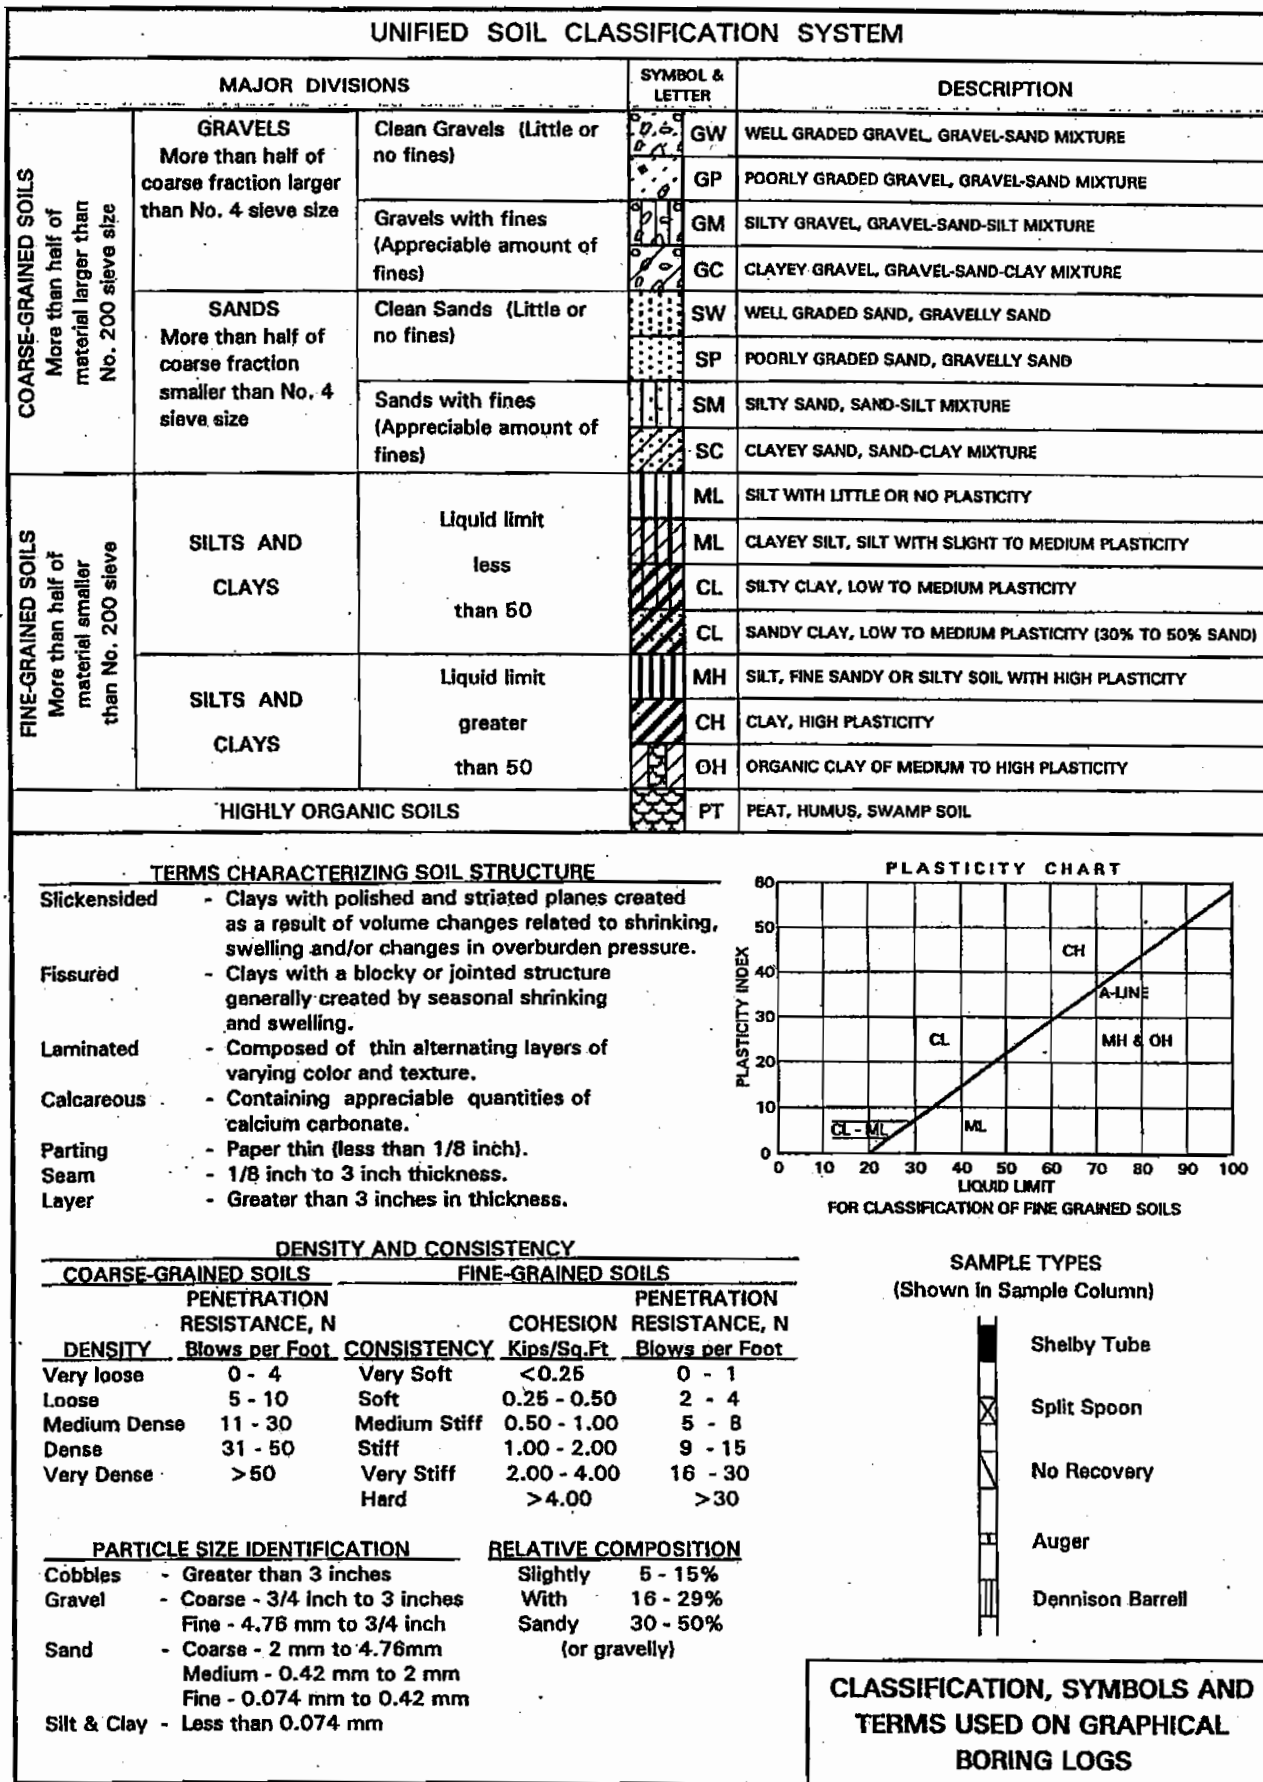 UNIFIED SOIL CLASSIFICATION SYSTEM
MAJOR DIVISIONS
SYMBOL &
LETTER
DESCRIPTION
COARSE-GRAINED SOILS
More than half of
material larger than
No. 200 sieve size
GRAVELS
More than half of
coarse fraction larger
than No. 4 sieve size
Clean Gravels (Little or
no fines)
GW WELL GRADED GRAVEL, GRAVEL-SAND MIXTURE
GP POORLY GRADED GRAVEL, GRAVEL-SAND MIXTURE
Gravels with fines
(Appreciable amount of
fines)
GM SILTY GRAVEL, GRAVEL-SAND-SILT MIXTURE
GC CLAYEY GRAVEL, GRAVEL-SAND-CLAY MIXTURE
SANDS
More than half of
coarse fraction
smaller than No. 4
sieve size
Clean Sands (Little or
no fines)
SW WELL GRADED SAND, GRAVELLY SAND
SP POORLY GRADED SAND, GRAVELLY SAND
Sands with fines
(Appreciable amount of
fines)
SM SILTY SAND, SAND-SILT MIXTURE
SC CLAYEY SAND, SAND-CLAY MIXTURE
FINE-GRAINED SOILS
More than half of
material smaller
than No. 200 sieve
SILTS AND
CLAYS
Liquid limit
less
than 50
ML SILT WITH LITTLE OR NO PLASTICITY
ML CLAYEY SILT, SILT WITH SLIGHT TO MEDIUM PLASTICITY
CL SILTY CLAY, LOW TO MEDIUM PLASTICITY
CL SANDY CLAY, LOW TO MEDIUM PLASTICITY (30% TO 50% SAND)
SILTS AND
CLAYS
Liquid limit
greater
than 50
MH SILT, FINE SANDY OR SILTY SOIL WITH HIGH PLASTICITY
CH CLAY, HIGH PLASTICITY
OH ORGANIC CLAY OF MEDIUM TO HIGH PLASTICITY
HIGHLY ORGANIC SOILS
PT PEAT, HUMUS, SWAMP SOIL
TERMS CHARACTERIZING SOIL STRUCTURE
Slickensided - Clays with polished and striated planes created
as a result of volume changes related to shrinking,
swelling and/or changes in overburden pressure.
Fissured - Clays with a blocky or jointed structure
generally created by seasonal shrinking
and swelling.
Laminated - Composed of thin alternating layers of
varying color and texture.
Calcareous - Containing appreciable quantities of
calcium carbonate.
Parting - Paper thin (less than 1/8 inch).
Seam - 1/8 inch to 3 inch thickness.
Layer - Greater than 3 inches in thickness.
PLASTICITY CHART
PLASTICITY INDEX
60
50
40
30
20
10
0
CH
A-LINE
CL
MH & OH
CL - ML
ML
0 10 20 30 40 50 60 70 80 90 100
LIQUID LIMIT
FOR CLASSIFICATION OF FINE GRAINED SOILS
DENSITY AND CONSISTENCY
COARSE-GRAINED SOILS FINE-GRAINED SOILS
PENETRATION PENETRATION
RESISTANCE, N COHESION RESISTANCE, N
DENSITY Blows per Foot CONSISTENCY Kips/Sq.Ft Blows per Foot
Very loose 0 - 4 Very Soft <0.25 0 - 1
Loose 5 - 10 Soft 0.25 - 0.50 2 - 4
Medium Dense 11 - 30 Medium Stiff 0.50 - 1.00 5 - 8
Dense 31 - 50 Stiff 1.00 - 2.00 9 - 15
Very Dense >50 Very Stiff 2.00 - 4.00 16 - 30
Hard >4.00 >30
SAMPLE TYPES
(Shown in Sample Column)
Shelby Tube
Split Spoon
No Recovery
Auger
Dennison Barrell
PARTICLE SIZE IDENTIFICATION
Cobbles - Greater than 3 inches
Gravel - Coarse - 3/4 inch to 3 inches
Fine - 4.76 mm to 3/4 inch
Sand - Coarse - 2 mm to 4.76mm
Medium - 0.42 mm to 2 mm
Fine - 0.074 mm to 0.42 mm
Silt & Clay - Less than 0.074 mm
RELATIVE COMPOSITION
Slightly 5 - 15%
With 16 - 29%
Sandy 30 - 50%
(or gravelly)
CLASSIFICATION, SYMBOLS AND
TERMS USED ON GRAPHICAL
BORING LOGS